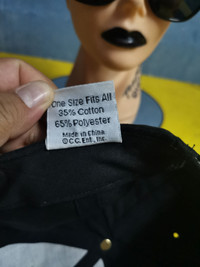 One Size Fits All
35% Cotton
65% Polyester
Made in China
© C.C. Ent., Inc.